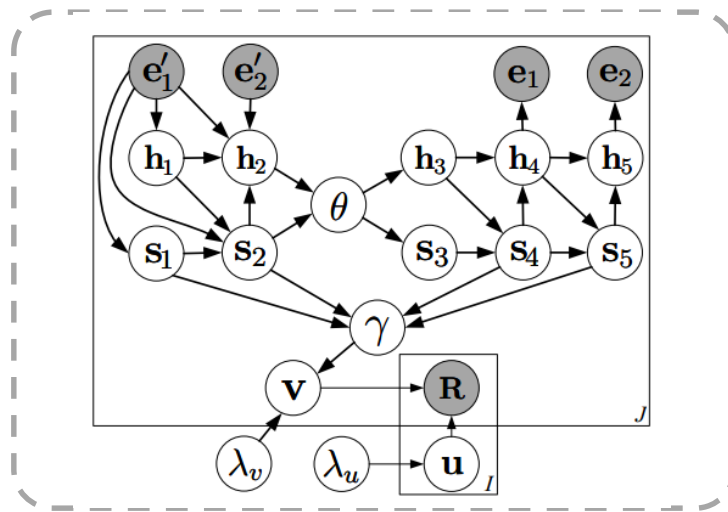 e′₁ e′₂ e₁ e₂
h₁ h₂ h₃ h₄ h₅
θ
s₁ s₂ s₃ s₄ s₅
γ
v R
J
λᵥ λᵤ u I